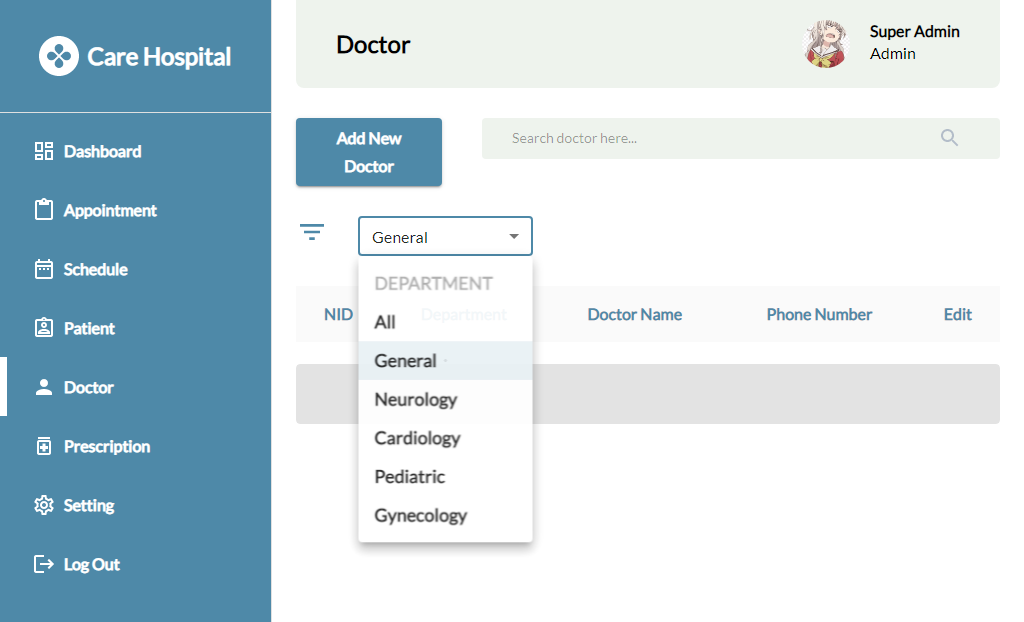 Care Hospital
Doctor
Super Admin
Admin
Dashboard
Appointment
Schedule
Patient
Doctor
Prescription
Setting
Log Out
Add New
Doctor
Search doctor here...
General
NID Department Doctor Name Phone Number Edit
DEPARTMENT
All
General
Neurology
Cardiology
Pediatric
Gynecology